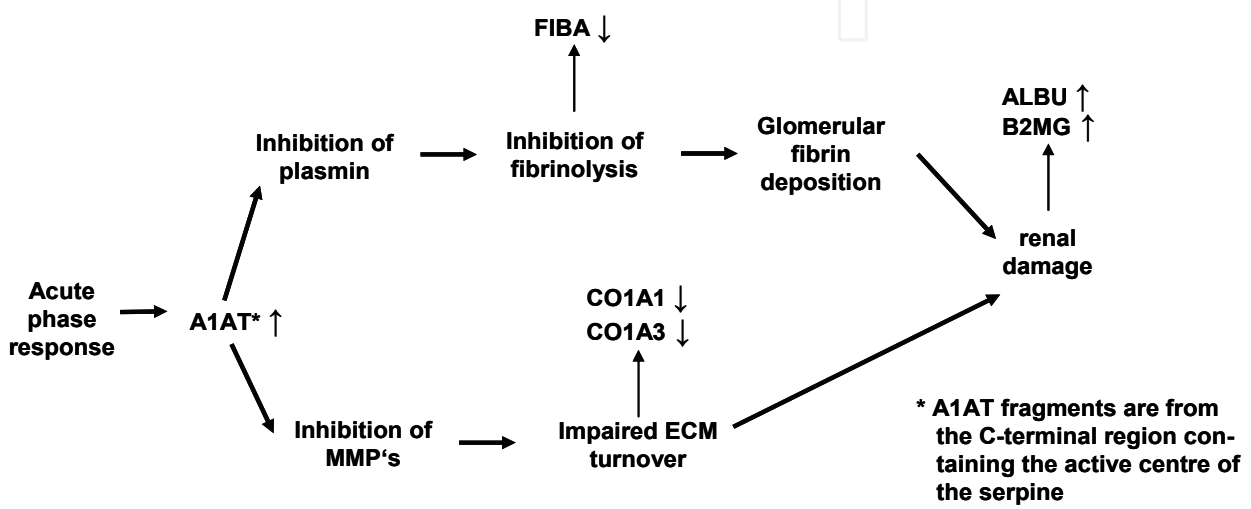 FIBA ↓
ALBU ↑
B2MG ↑
Inhibition of
plasmin
Inhibition of
fibrinolysis
Glomerular
fibrin
deposition
renal
damage
Acute
phase
response
A1AT* ↑
CO1A1 ↓
CO1A3 ↓
Inhibition of
MMP‘s
Impaired ECM
turnover
* A1AT fragments are from
the C-terminal region con-
taining the active centre of
the serpine